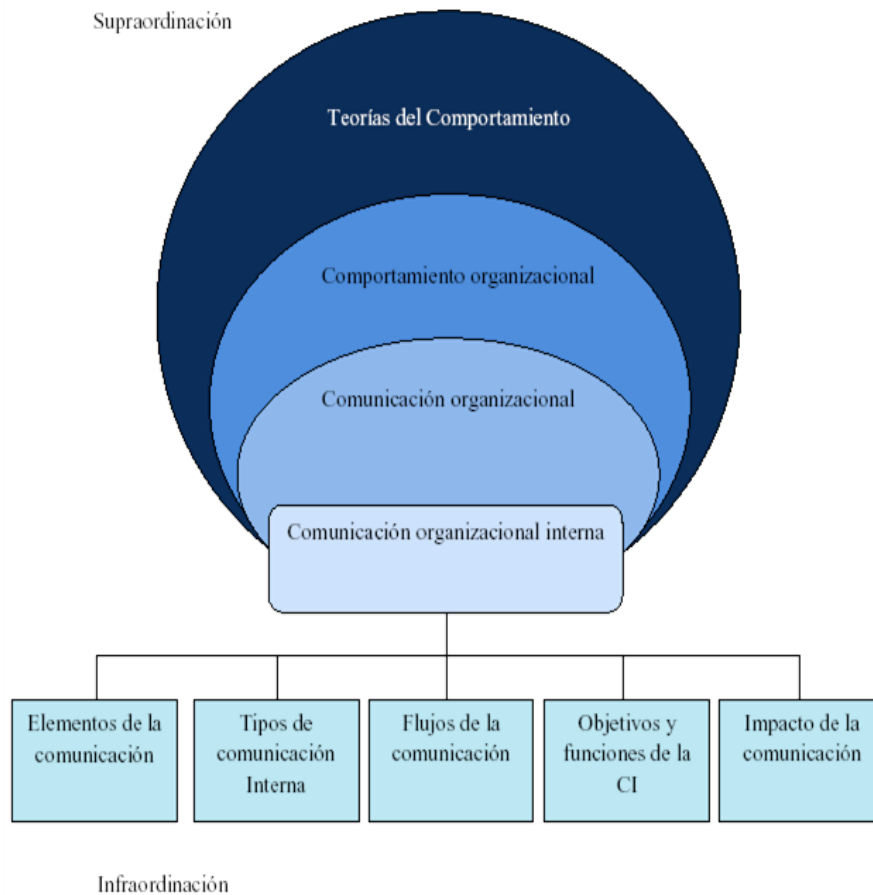 Supraordinación
Teorías del Comportamiento
Comportamiento organizacional
Comunicación organizacional
Comunicación organizacional interna
Elementos de la
comunicación
Tipos de
comunicación
Interna
Flujos de la
comunicación
Objetivos y
funciones de la
CI
Impacto de la
comunicación
Infraordinación